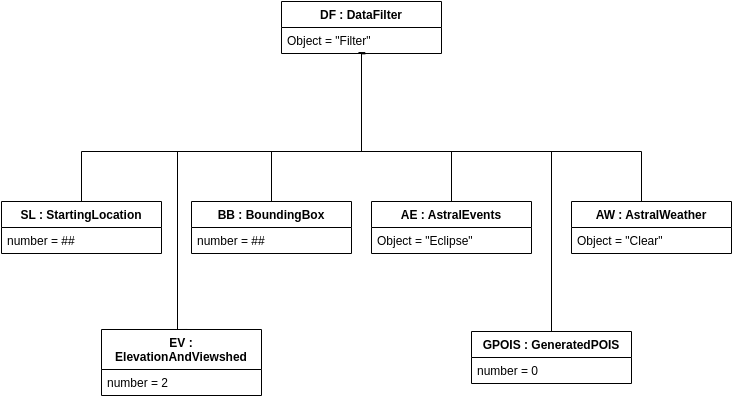 DF : DataFilter
Object = "Filter"
SL : StartingLocation
number = ##
BB : BoundingBox
number = ##
AE : AstralEvents
Object = "Eclipse"
AW : AstralWeather
Object = "Clear"
EV :
ElevationAndViewshed
number = 2
GPOIS : GeneratedPOIS
number = 0